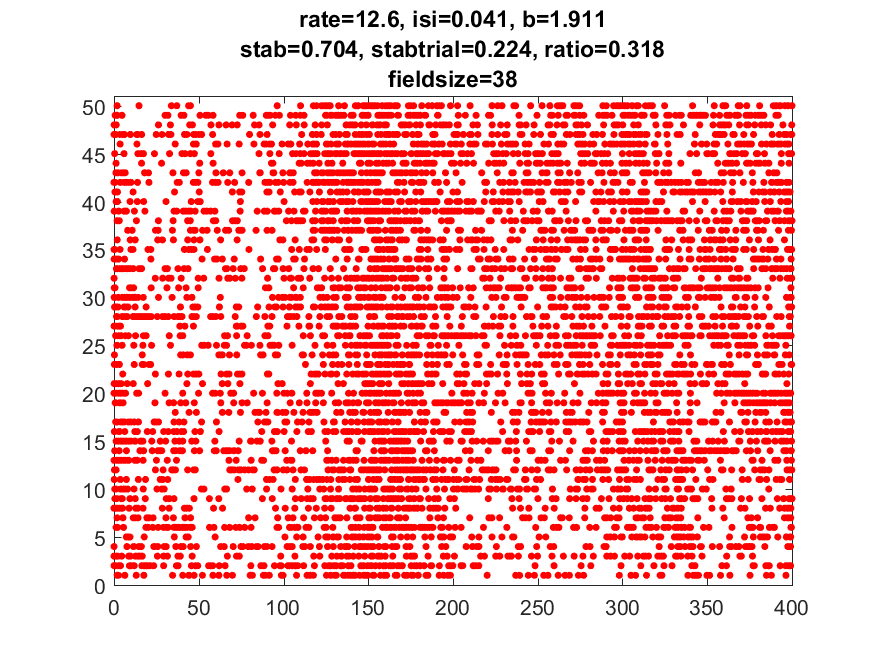 rate=12.6, isi=0.041, b=1.911
stab=0.704, stabtrial=0.224, ratio=0.318
fieldsize=38
50
45
40
35
30
25
20
15
10
5
0
0 50 100 150 200 250 300 350 400